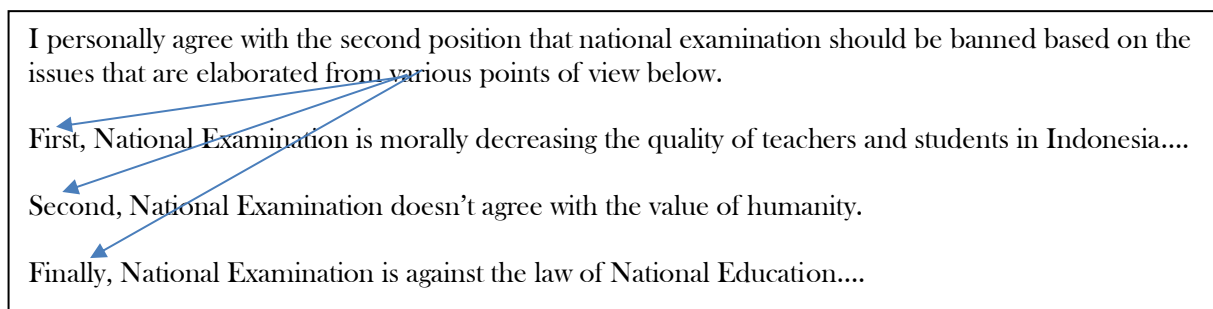 I personally agree with the second position that national examination should be banned based on the
issues that are elaborated from various points of view below.
First, National Examination is morally decreasing the quality of teachers and students in Indonesia....
Second, National Examination doesn’t agree with the value of humanity.
Finally, National Examination is against the law of National Education....